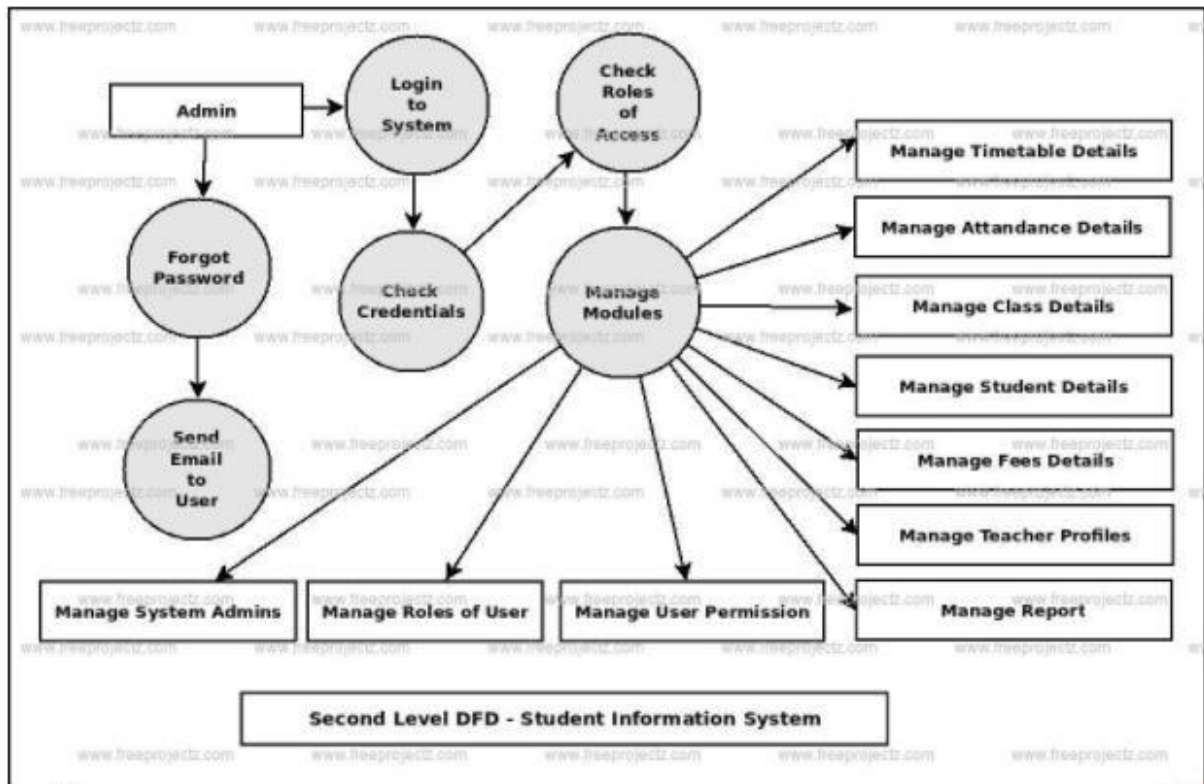 Admin
Login
to
System
Check
Roles
of
Access
Forgot
Password
Check
Credentials
Manage
Modules
Send
Email
to
User
Manage Timetable Details
Manage Attandance Details
Manage Class Details
Manage Student Details
Manage Fees Details
Manage Teacher Profiles
Manage Report
Manage System Admins
Manage Roles of User
Manage User Permission
Second Level DFD - Student Information System
www.freeprojectz.com